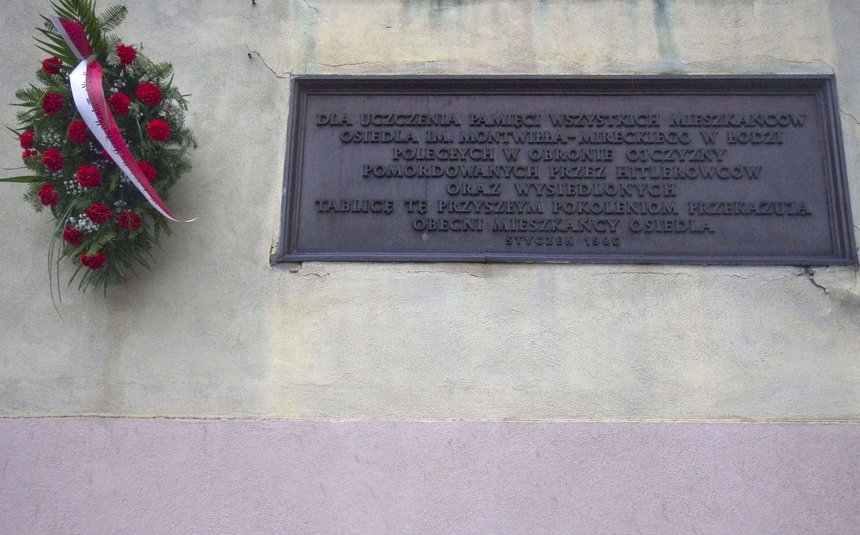 DLA UCZCZENIA PAMIĘCI WSZYSTKICH MIESZKAŃCÓW
OSIEDLA IM. MONTWIŁŁA-MIRECKIEGO W ŁODZI
POLEGŁYCH W OBRONIE OJCZYZNY
POMORDOWANYCH PRZEZ HITLEROWCÓW
ORAZ WYSIEDLONYCH
TABLICĘ TĘ PRZYSZŁYM POKOLENIOM PRZEKAZUJĄ
OBECNI MIESZKAŃCY OSIEDLA
STYCZEŃ 1986